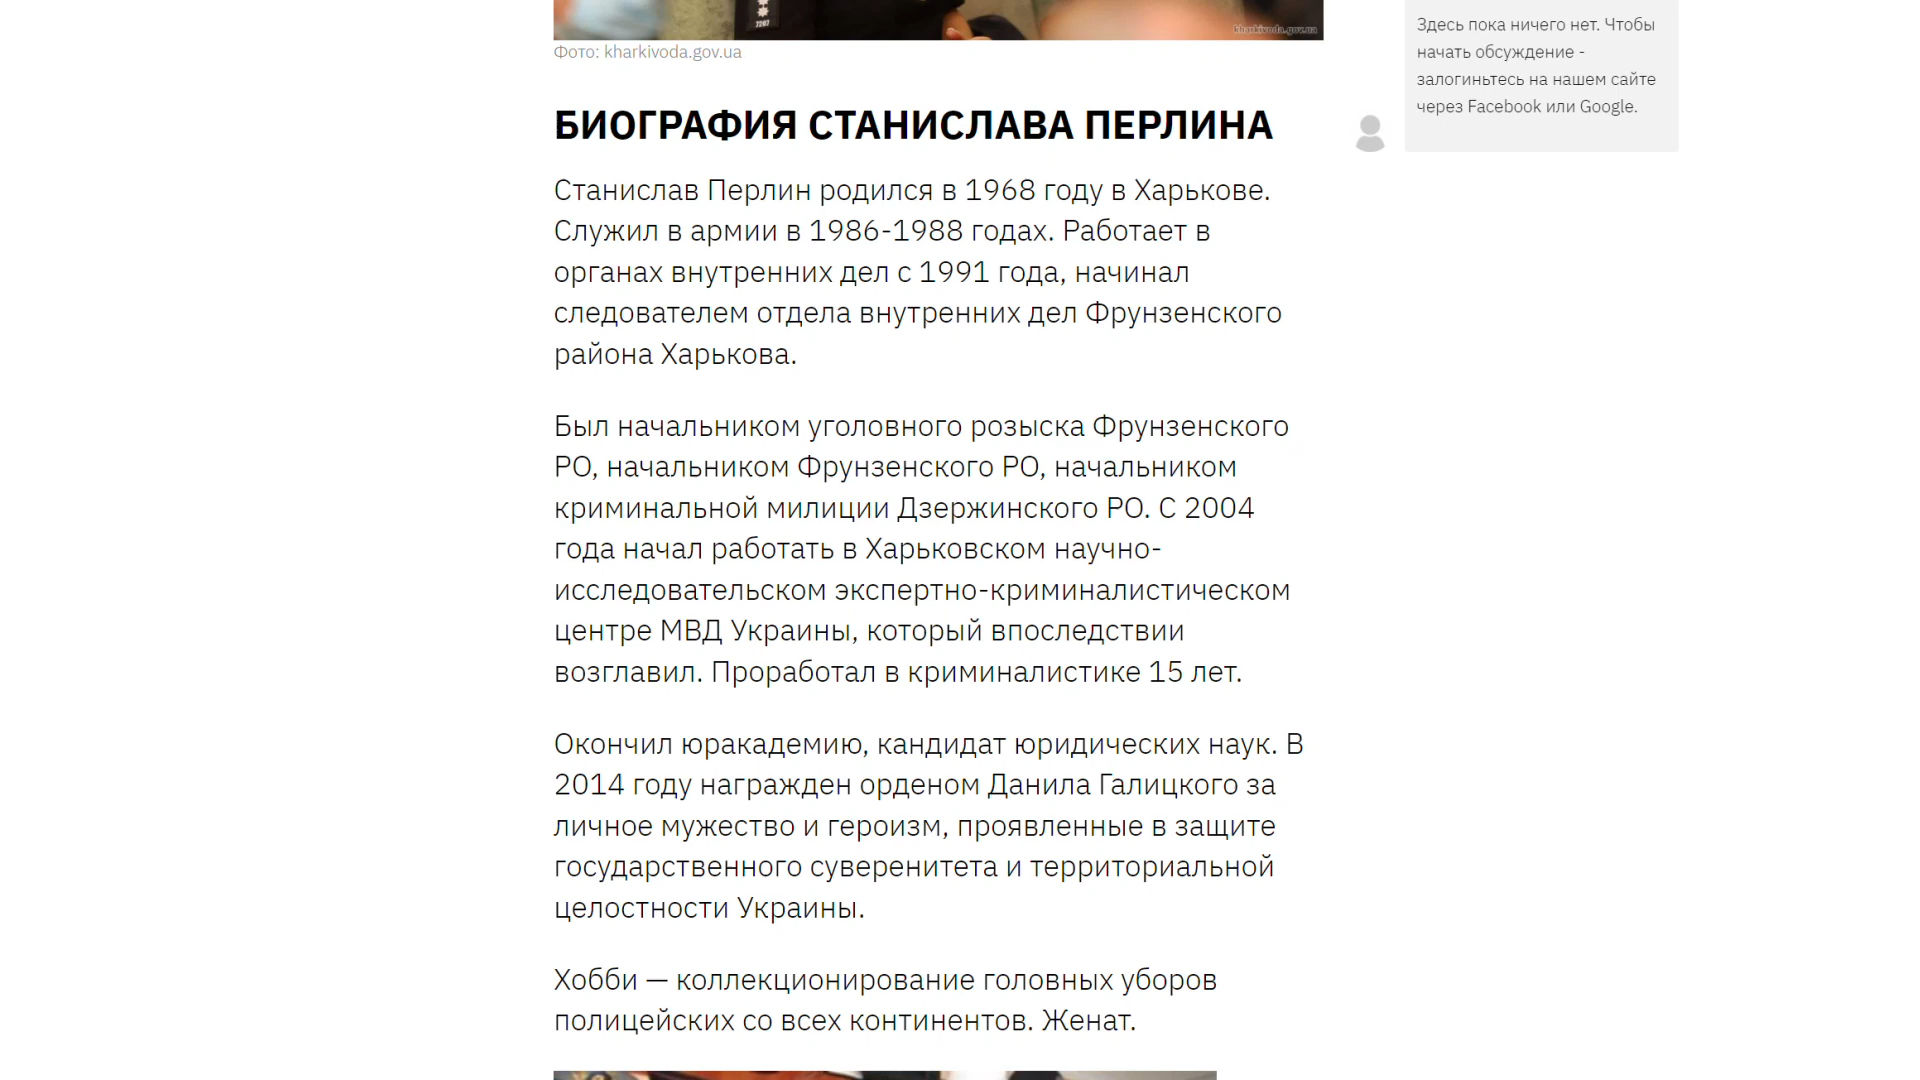 7207
kharkivoda.gov.ua
Фото: kharkivoda.gov.ua
БИОГРАФИЯ СТАНИСЛАВА ПЕРЛИНА
Станислав Перлин родился в 1968 году в Харькове.
Служил в армии в 1986-1988 годах. Работает в
органах внутренних дел с 1991 года, начинал
следователем отдела внутренних дел Фрунзенского
района Харькова.
Был начальником уголовного розыска Фрунзенского
РО, начальником Фрунзенского РО, начальником
криминальной милиции Дзержинского РО. С 2004
года начал работать в Харьковском научно-
исследовательском экспертно-криминалистическом
центре МВД Украины, который впоследствии
возглавил. Проработал в криминалистике 15 лет.
Окончил юракадемию, кандидат юридических наук. В
2014 году награжден орденом Данила Галицкого за
личное мужество и героизм, проявленные в защите
государственного суверенитета и территориальной
целостности Украины.
Хобби — коллекционирование головных уборов
полицейских со всех континентов. Женат.
Здесь пока ничего нет. Чтобы
начать обсуждение -
залогиньтесь на нашем сайте
через Facebook или Google.